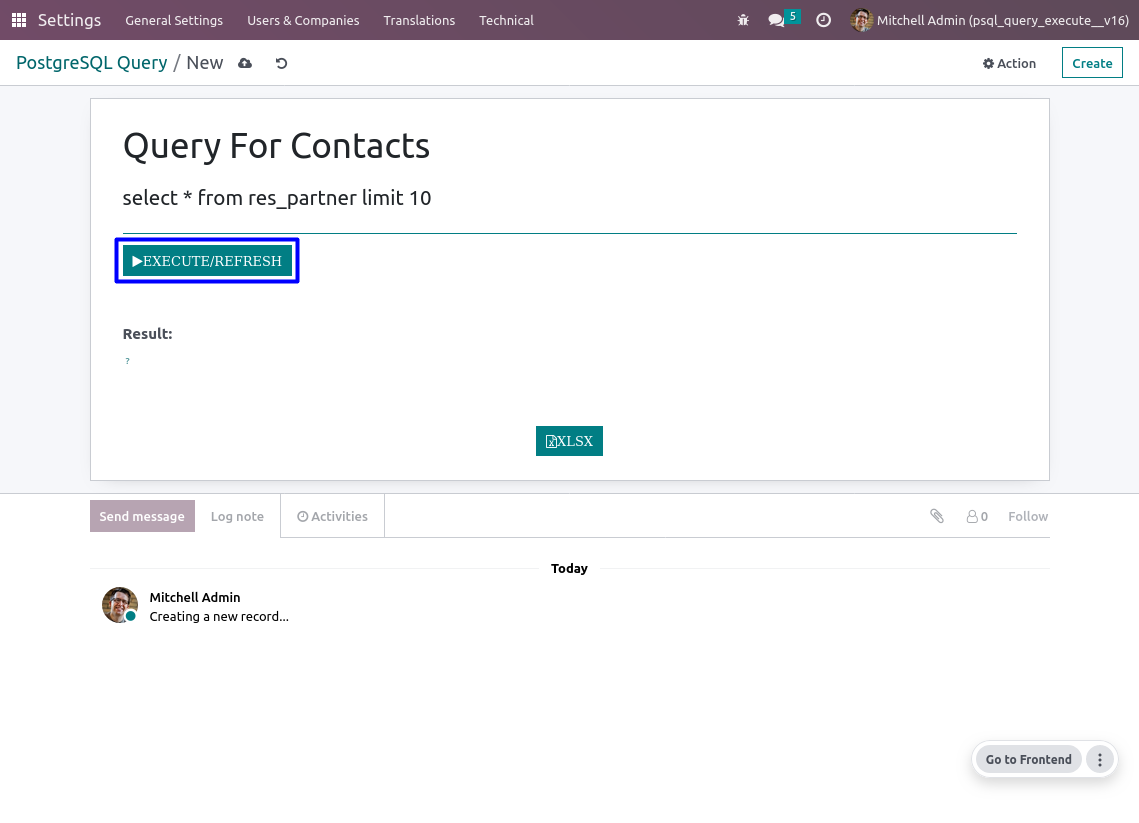 Settings General Settings Users & Companies Translations Technical 5 Mitchell Admin (psql_query_execute__v16)
PostgreSQL Query / New Action Create
Query For Contacts
select * from res_partner limit 10
EXECUTE/REFRESH
Result:
?
XLSX
Send message Log note Activities 0 Follow
Today
Mitchell Admin
Creating a new record...
Go to Frontend